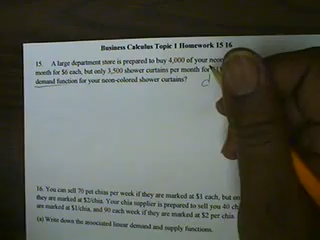 Business Calculus Topic 1 Homework 15 16
15. A large department store is prepared to buy 4,000 of your neon
month for $6 each, but only 3,500 shower curtains per month for
demand function for your neon-colored shower curtains?
d
16. You can sell 70 pet chias per week if they are marked at $1 each, but
they are marked at $2/chia. Your chia supplier is prepared to sell you 40
are marked at $1/chia, and 90 each week if they are marked at $2 per chia.
(a) Write down the associated linear demand and supply functions.